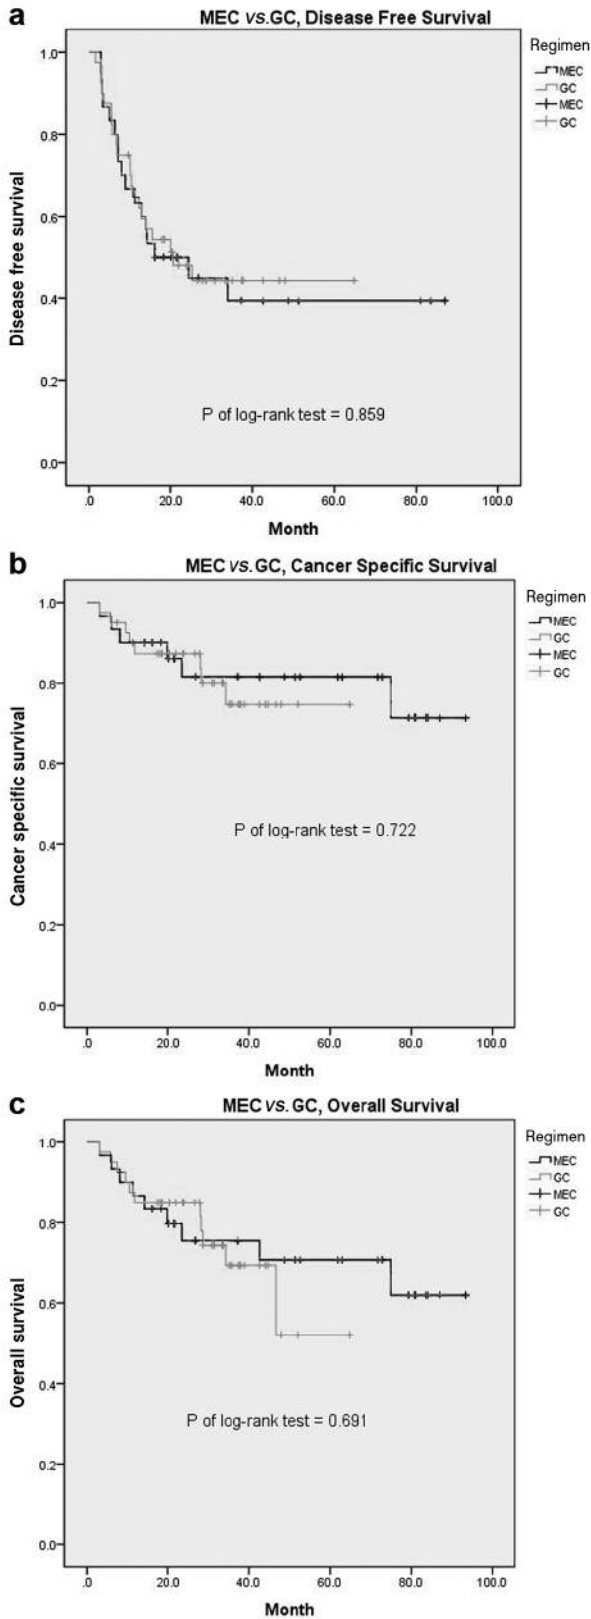 a
MEC vs.GC, Disease Free Survival
Regimen
MEC
GC
MEC
GC
Disease free survival
1.0
0.8
0.6
0.4
0.2
0.0
P of log-rank test = 0.859
.0 20.0 40.0 60.0 80.0 100.0
Month
b
MEC vs.GC, Cancer Specific Survival
Regimen
MEC
GC
MEC
GC
Cancer specific survival
1.0
0.8
0.6
0.4
0.2
0.0
P of log-rank test = 0.722
.0 20.0 40.0 60.0 80.0 100.0
Month
c
MEC vs. GC, Overall Survival
Regimen
MEC
GC
MEC
GC
Overall survival
1.0
0.8
0.6
0.4
0.2
0.0
P of log-rank test = 0.691
.0 20.0 40.0 60.0 80.0 100.0
Month